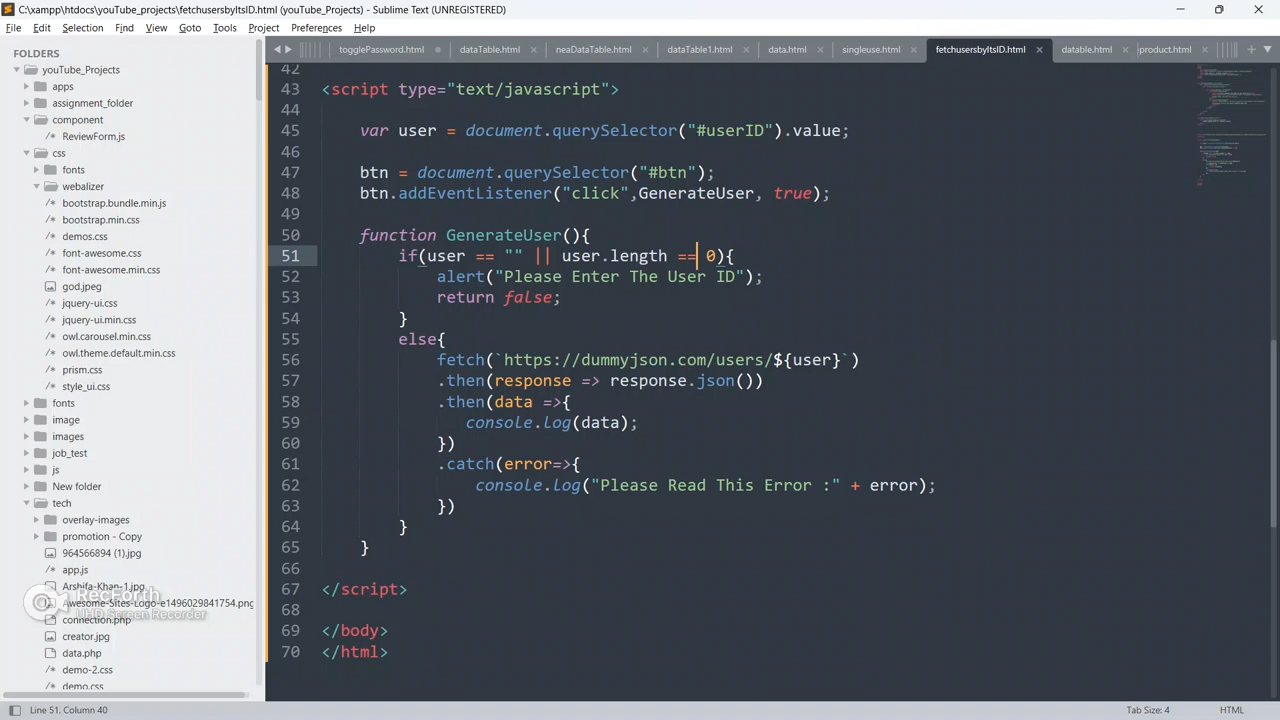 C:\xampp\htdocs\youTube_projects\fetchusersbyItsID.html (youTube_Projects) - Sublime Text (UNREGISTERED)
File Edit Selection Find View Goto Tools Project Preferences Help
FOLDERS
youTube_Projects
apps
assignment_folder
component
ReviewForm.js
css
fonts
webalizer
bootstrap.bundle.min.js
bootstrap.min.css
demos.css
font-awesome.css
font-awesome.min.css
god.jpeg
jquery-ui.css
jquery-ui.min.css
owl.carousel.min.css
owl.theme.default.min.css
prism.css
style_ui.css
fonts
image
images
job_test
js
New folder
tech
overlay-images
promotion - Copy
964566894 (1).jpg
app.js
Arshifa-Khan-1.jpg
Awesome-Sites-Logo-e1496029841754.png
connection.php
creator.jpg
data.php
demo-2.css
demo.css
RecForth
UHD Screen Recorder
togglePassword.html dataTable.html neaDataTable.html dataTable1.html data.html singleuse.html fetchusersbyItsID.html datable.html product.html
42
43 <script type="text/javascript">
44
45 var user = document.querySelector("#userID").value;
46
47 btn = document.querySelector("#btn");
48 btn.addEventListener("click",GenerateUser, true);
49
50 function GenerateUser(){
51 if(user == "" || user.length == 0){
52 alert("Please Enter The User ID");
53 return false;
54 }
55 else{
56 fetch(`https://dummyjson.com/users/${user}`)
57 .then(response => response.json())
58 .then(data =>{
59 console.log(data);
60 })
61 .catch(error=>{
62 console.log("Please Read This Error :" + error);
63 })
64 }
65 }
66
67 </script>
68
69 </body>
70 </html>
Line 51, Column 40 Tab Size: 4 HTML